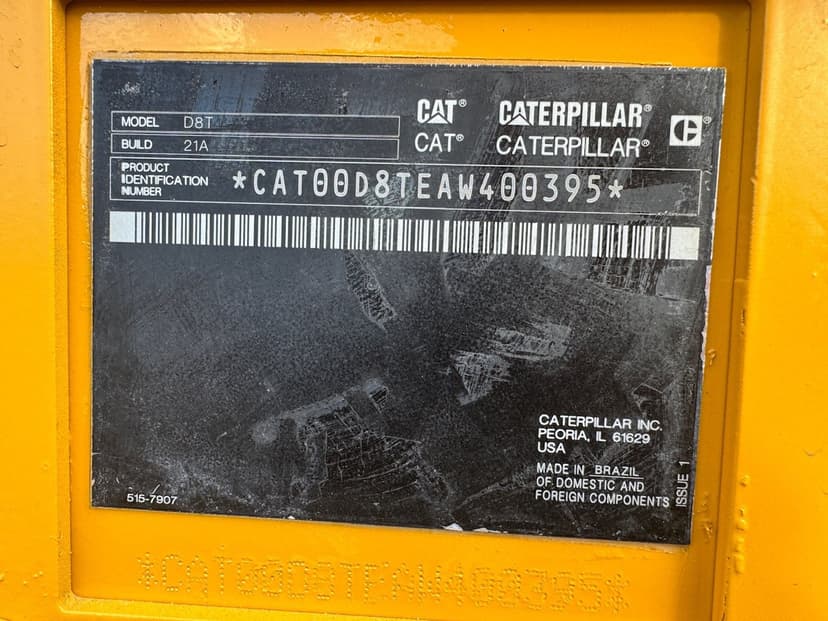 CAT® CATERPILLAR®
MODEL D8T
BUILD 21A
CAT® CATERPILLAR®
PRODUCT
IDENTIFICATION
NUMBER
*CAT00D8TEAW400395*
CATERPILLAR INC.
PEORIA, IL 61629
USA
MADE IN BRAZIL
OF DOMESTIC AND
FOREIGN COMPONENTS
ISSUE 1
515-7907
*CAT00D8TEAW400395*